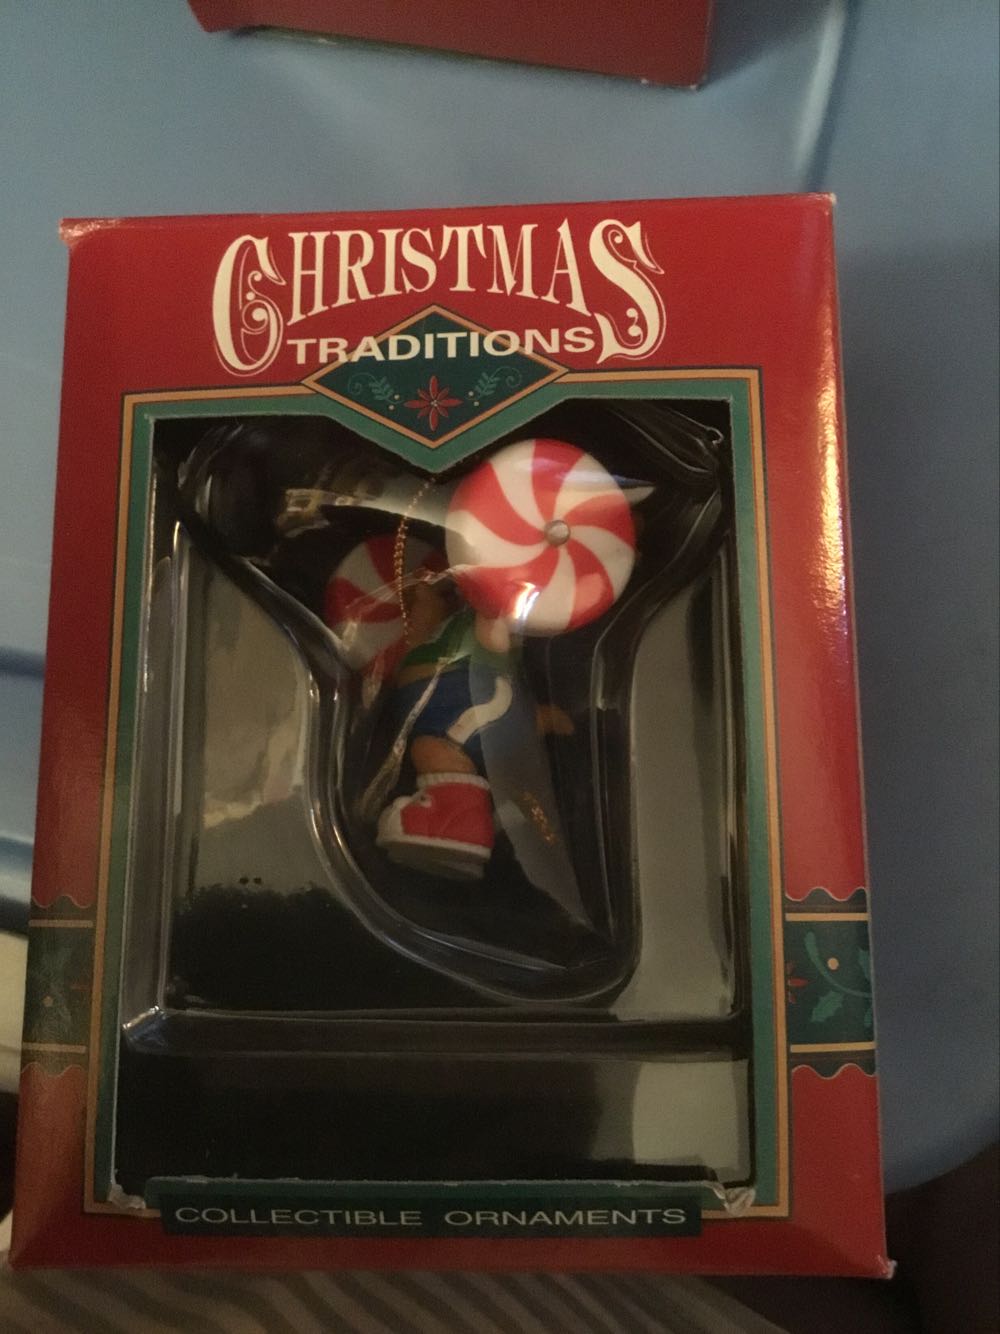 CHRISTMAS
TRADITIONS
COLLECTIBLE ORNAMENTS